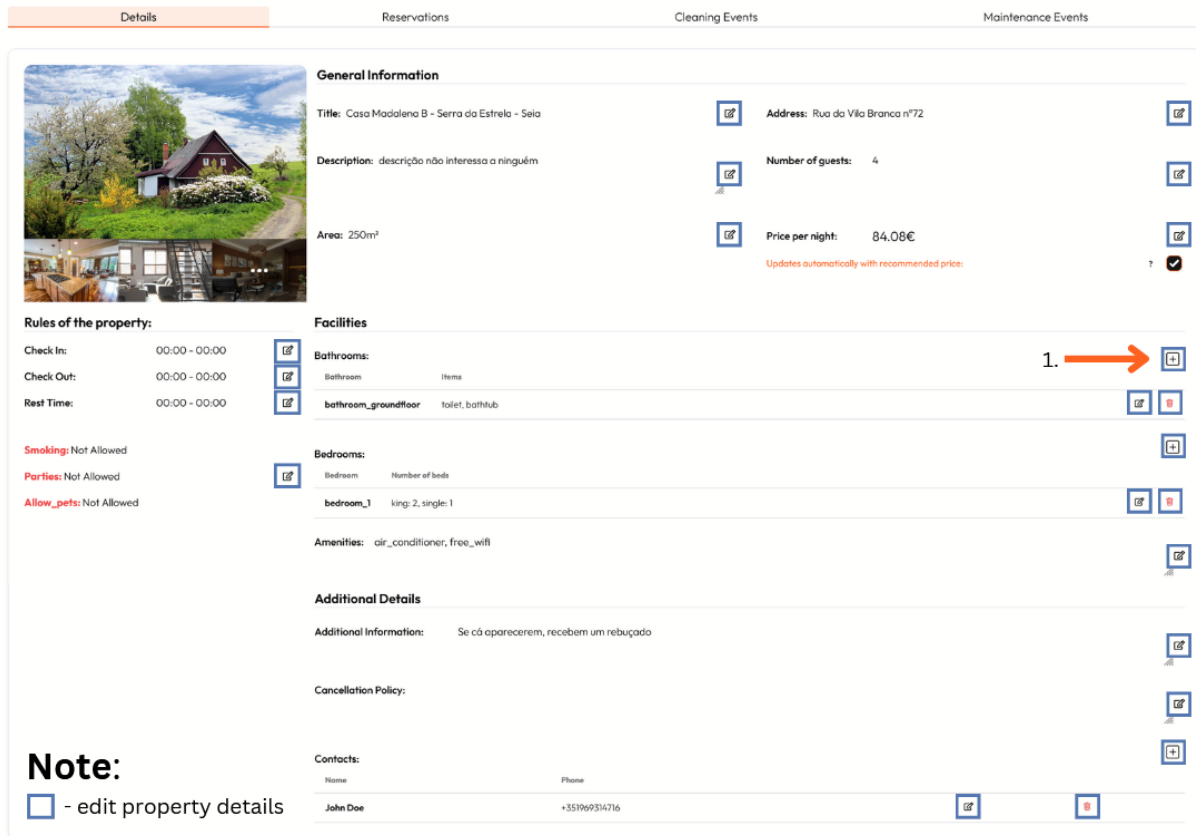 Details Reservations Cleaning Events Maintenance Events
General Information
Title: Casa Madalena B - Serra da Estrela - Seia
Address: Rua da Vila Branca nº72
Description: descrição não interessa a ninguém
Number of guests: 4
Area: 250m²
Price per night: 84.08€
Updates automatically with recommended price: ?
Rules of the property:
Check In: 00:00 - 00:00
Check Out: 00:00 - 00:00
Rest Time: 00:00 - 00:00
Smoking: Not Allowed
Parties: Not Allowed
Allow_pets: Not Allowed
Facilities
Bathrooms:
1.
Bathroom Items
bathroom_groundfloor toilet, bathtub
Bedrooms:
Bedroom Number of beds
bedroom_1 king: 2, single: 1
Amenities: air_conditioner, free_wifi
Additional Details
Additional Information: Se cá aparecerem, recebem um rebuçado
Cancellation Policy:
Contacts:
Name Phone
John Doe +351969314716
Note:
- edit property details